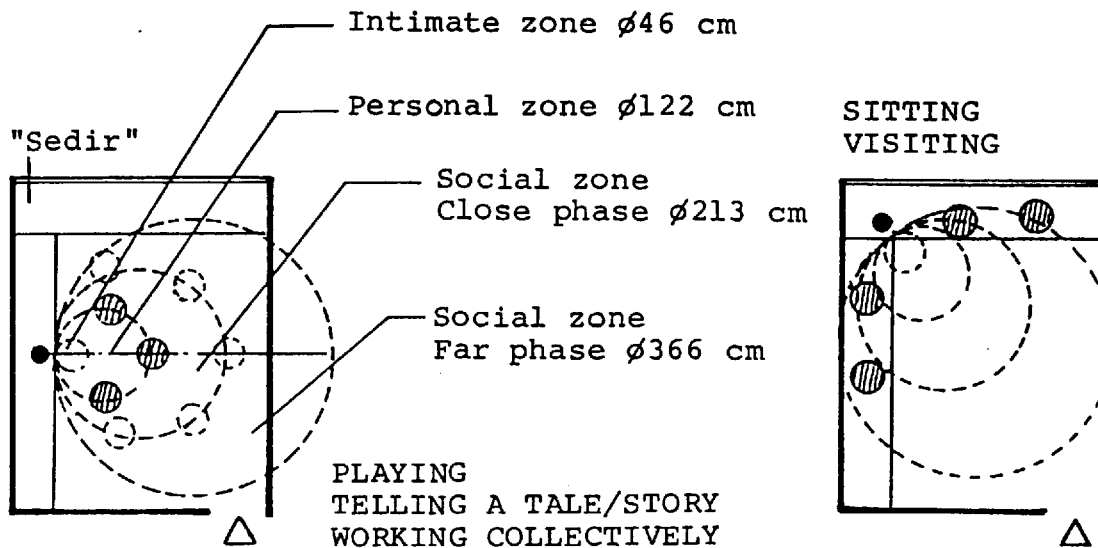 Intimate zone ø46 cm
Personal zone ø122 cm
"Sedir"
Social zone
Close phase ø213 cm
Social zone
Far phase ø366 cm
PLAYING
TELLING A TALE/STORY
WORKING COLLECTIVELY
SITTING
VISITING